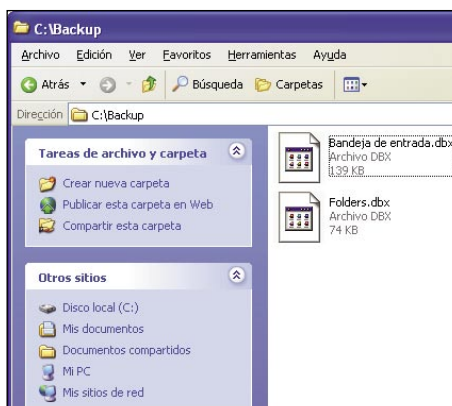 C:\Backup
Archivo Edición Ver Favoritos Herramientas Ayuda
Atrás Búsqueda Carpetas
Dirección C:\Backup
Tareas de archivo y carpeta
Crear nueva carpeta
Publicar esta carpeta en Web
Compartir esta carpeta
Otros sitios
Disco local (C:)
Mis documentos
Documentos compartidos
Mi PC
Mis sitios de red
Bandeja de entrada.dbx
Archivo DBX
139 KB
Folders.dbx
Archivo DBX
74 KB